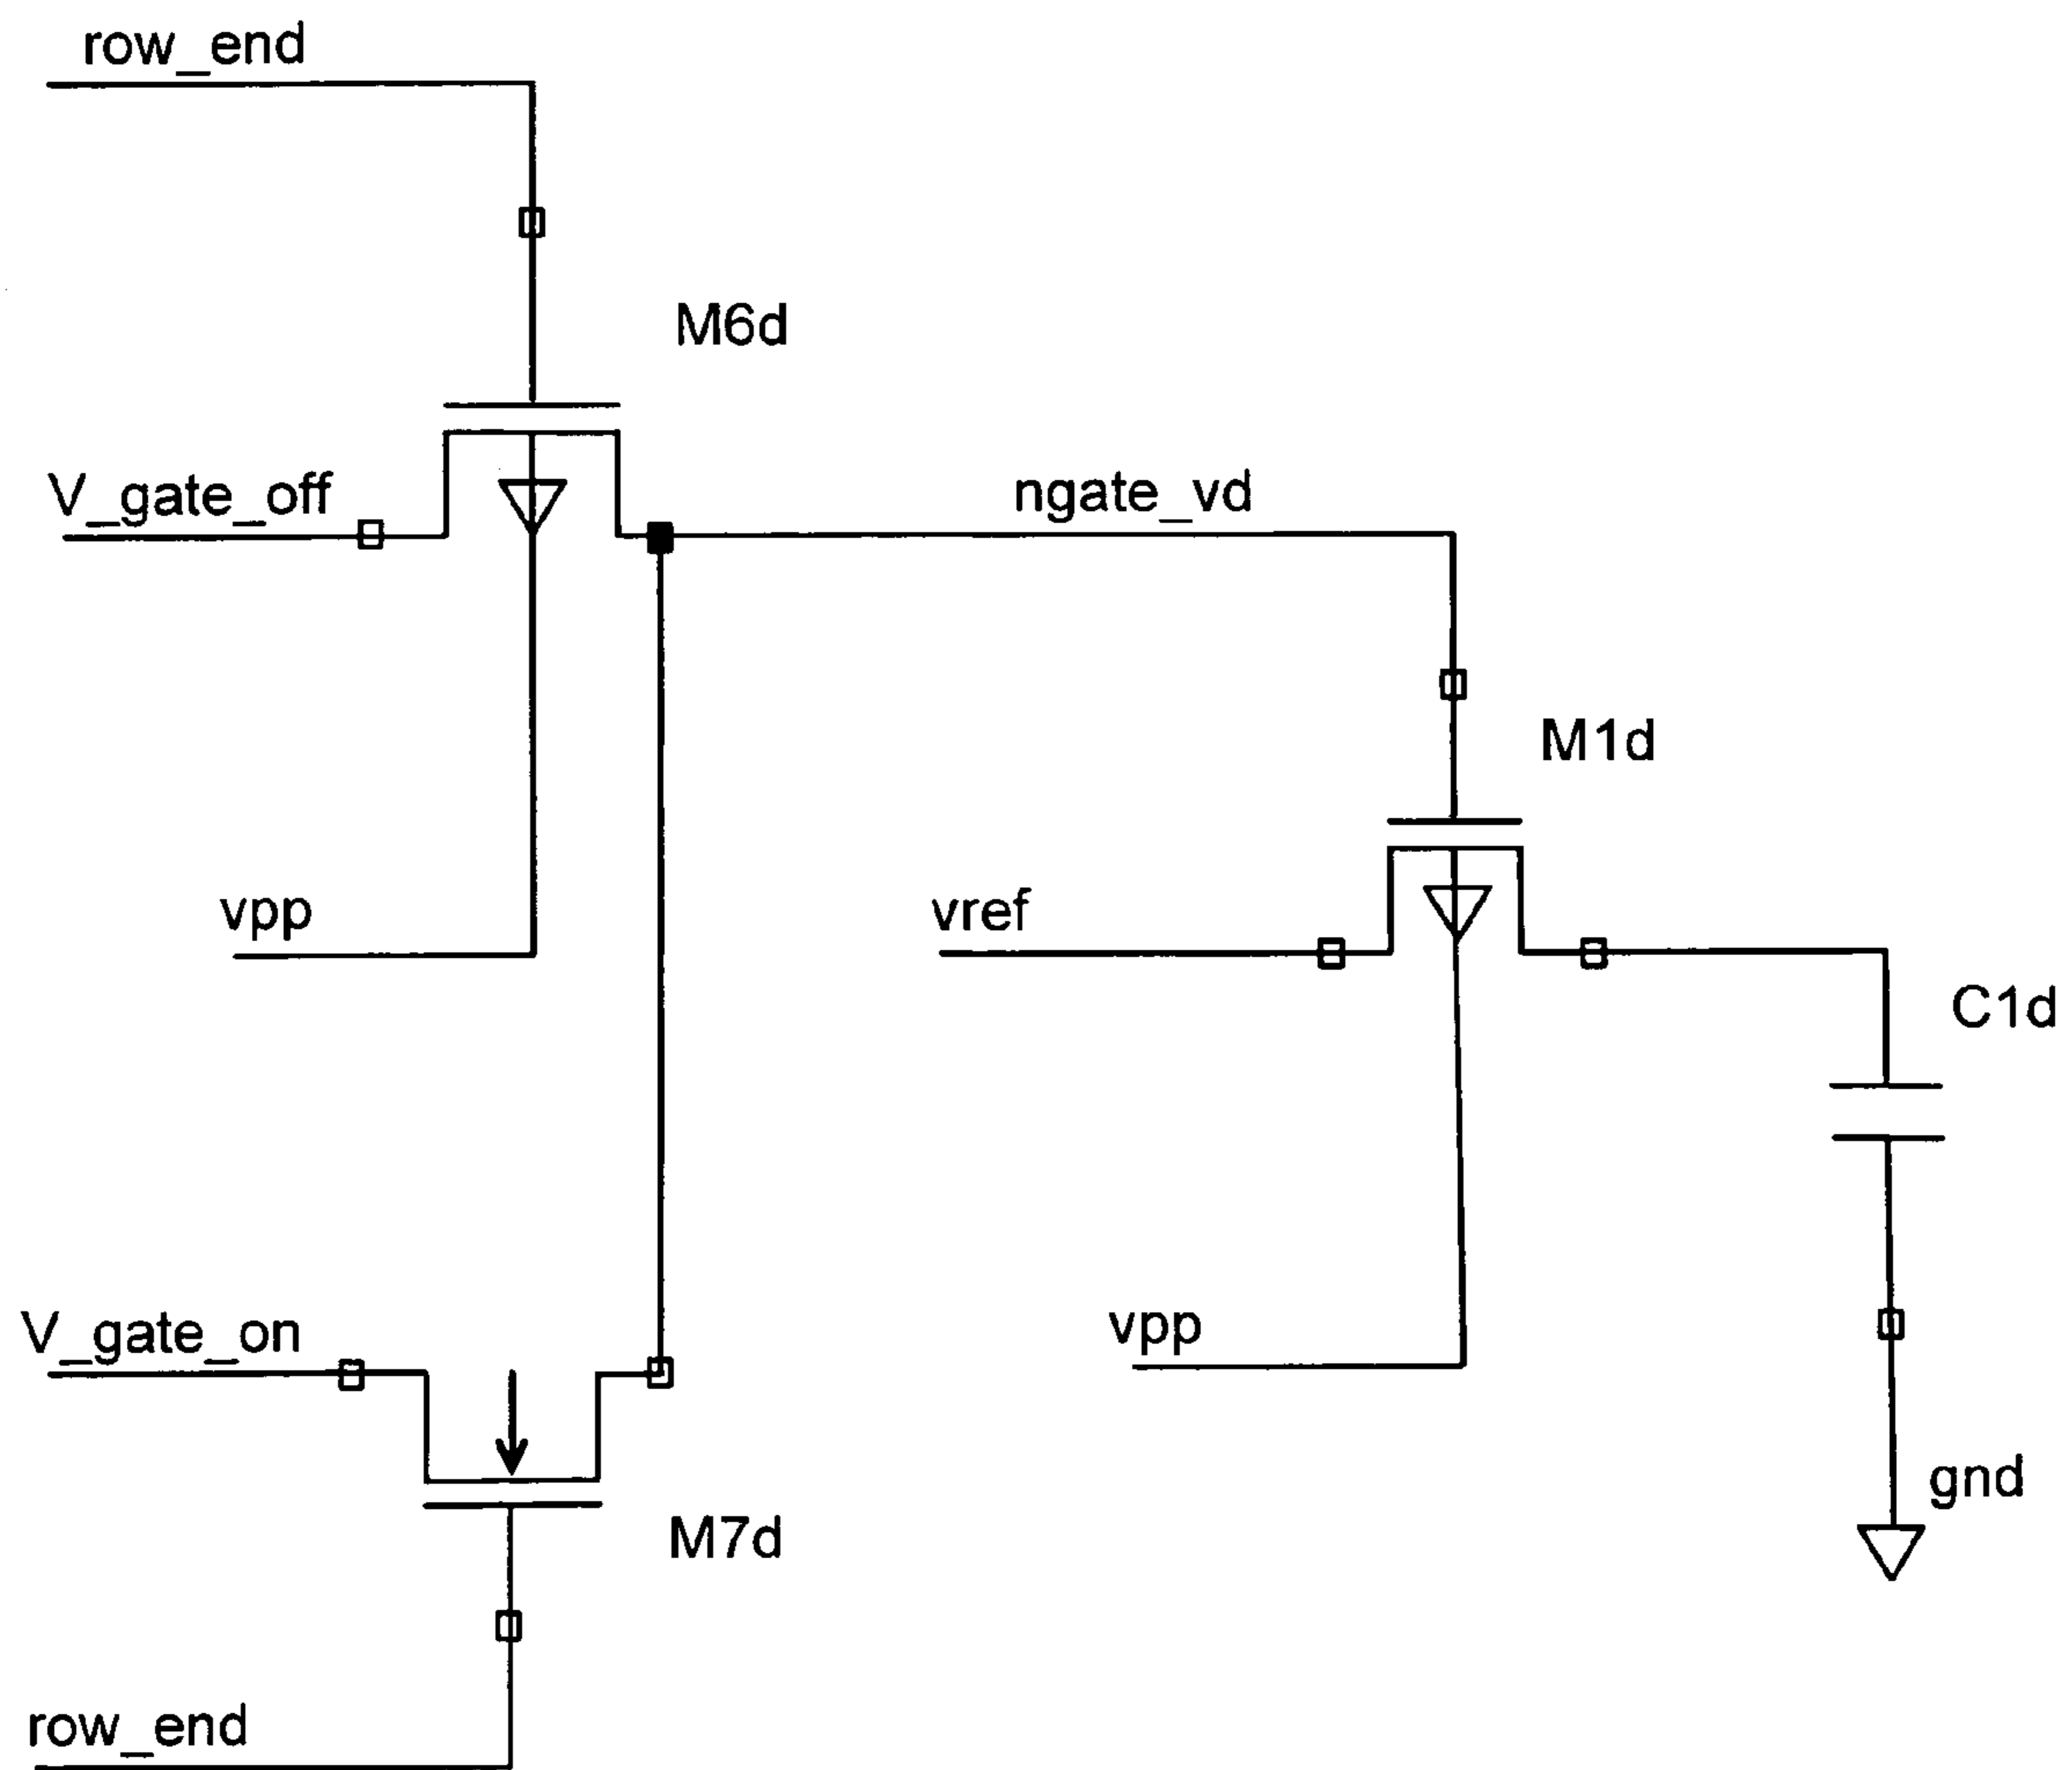 row_end
M6d
V_gate_off
ngate_vd
M1d
vpp
vref
C1d
V_gate_on
vpp
gnd
M7d
row_end